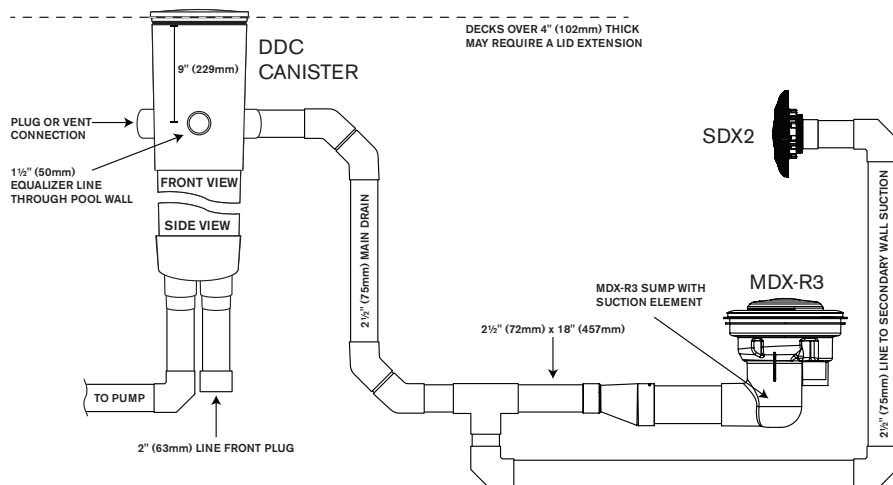 DECKS OVER 4" (102mm) THICK
MAY REQUIRE A LID EXTENSION
DDC
CANISTER
9" (229mm)
PLUG OR VENT
CONNECTION
1½" (50mm)
EQUALIZER LINE
THROUGH POOL WALL
FRONT VIEW
SIDE VIEW
TO PUMP
2" (63mm) LINE FRONT PLUG
2½" (75mm) MAIN DRAIN
2½" (72mm) x 18" (457mm)
MDX-R3 SUMP WITH
SUCTION ELEMENT
MDX-R3
SDX2
2½" (75mm) LINE TO SECONDARY WALL SUCTION